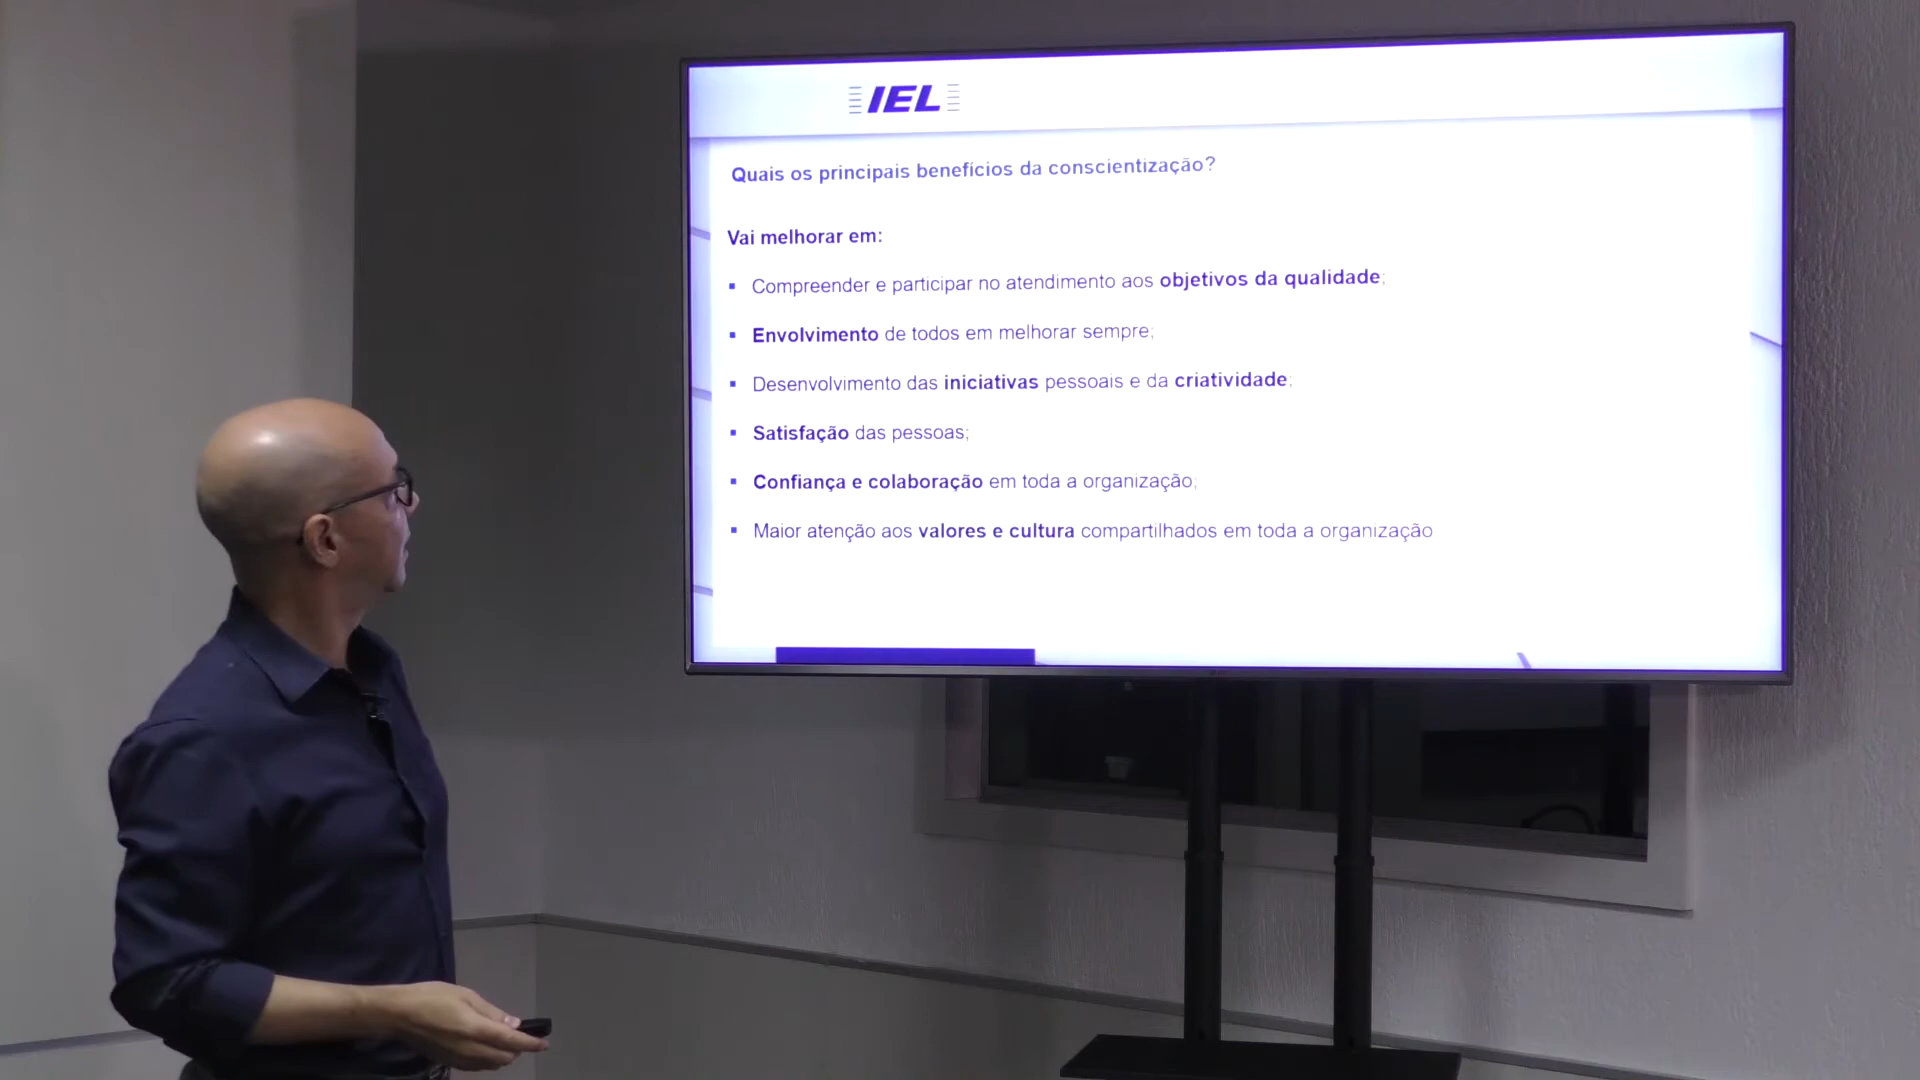 IEL
Quais os principais benefícios da conscientização?
Vai melhorar em:
▪ Compreender e participar no atendimento aos objetivos da qualidade;
▪ Envolvimento de todos em melhorar sempre;
▪ Desenvolvimento das iniciativas pessoais e da criatividade;
▪ Satisfação das pessoas;
▪ Confiança e colaboração em toda a organização;
▪ Maior atenção aos valores e cultura compartilhados em toda a organização